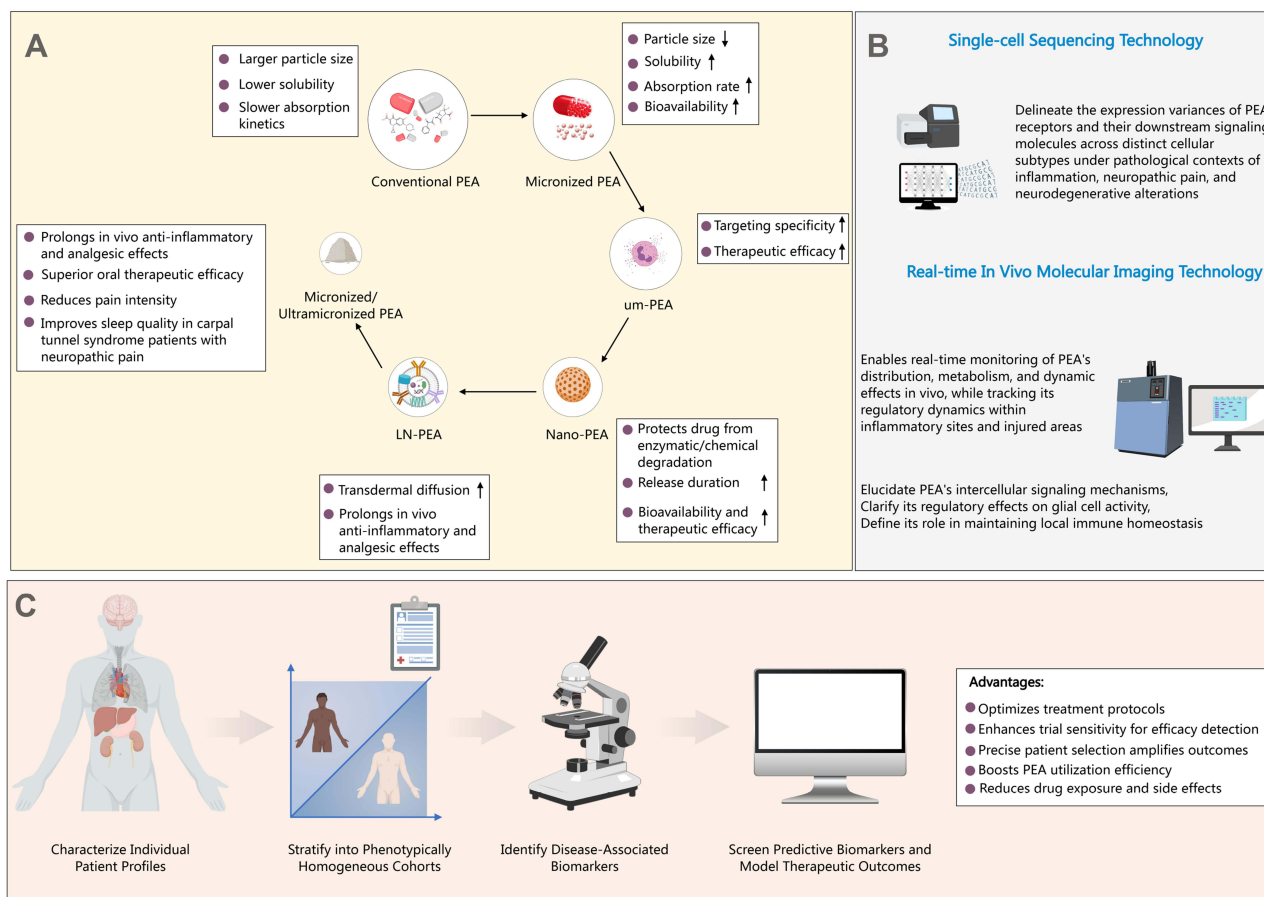 A
Larger particle size
Lower solubility
Slower absorption
kinetics
Conventional PEA
Particle size ↓
Solubility ↑
Absorption rate ↑
Bioavailability ↑
Micronized PEA
Targeting specificity ↑
Therapeutic efficacy ↑
um-PEA
Protects drug from
enzymatic/chemical
degradation
Release duration ↑
Bioavailability and
therapeutic efficacy ↑
Nano-PEA
Transdermal diffusion ↑
Prolongs in vivo
anti-inflammatory and
analgesic effects
LN-PEA
Prolongs in vivo anti-inflammatory
and analgesic effects
Superior oral therapeutic efficacy
Reduces pain intensity
Improves sleep quality in carpal
tunnel syndrome patients with
neuropathic pain
Micronized/
Ultramicronized PEA
B
Single-cell Sequencing Technology
Delineate the expression variances of PEA
receptors and their downstream signaling
molecules across distinct cellular
subtypes under pathological contexts of
inflammation, neuropathic pain, and
neurodegenerative alterations
Real-time In Vivo Molecular Imaging Technology
Enables real-time monitoring of PEA's
distribution, metabolism, and dynamic
effects in vivo, while tracking its
regulatory dynamics within
inflammatory sites and injured areas
Elucidate PEA's intercellular signaling mechanisms,
Clarify its regulatory effects on glial cell activity,
Define its role in maintaining local immune homeostasis
C
Characterize Individual
Patient Profiles
Stratify into Phenotypically
Homogeneous Cohorts
Identify Disease-Associated
Biomarkers
Screen Predictive Biomarkers and
Model Therapeutic Outcomes
Advantages:
Optimizes treatment protocols
Enhances trial sensitivity for efficacy detection
Precise patient selection amplifies outcomes
Boosts PEA utilization efficiency
Reduces drug exposure and side effects